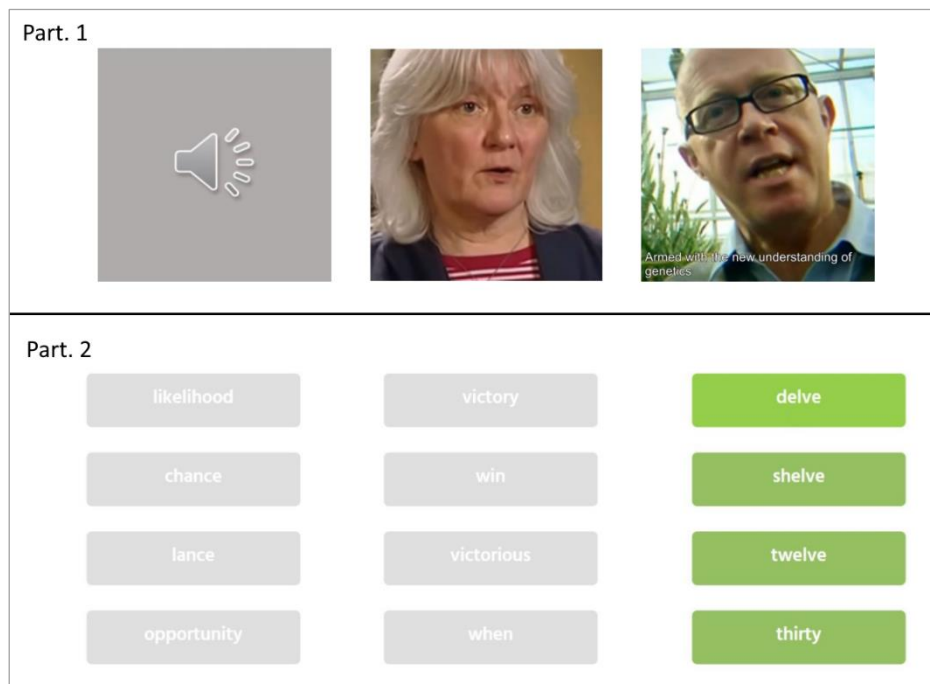 Part. 1
Armed with the new understanding of
genetics
Part. 2
likelihood victory delve
chance win shelve
lance victorious twelve
opportunity when thirty